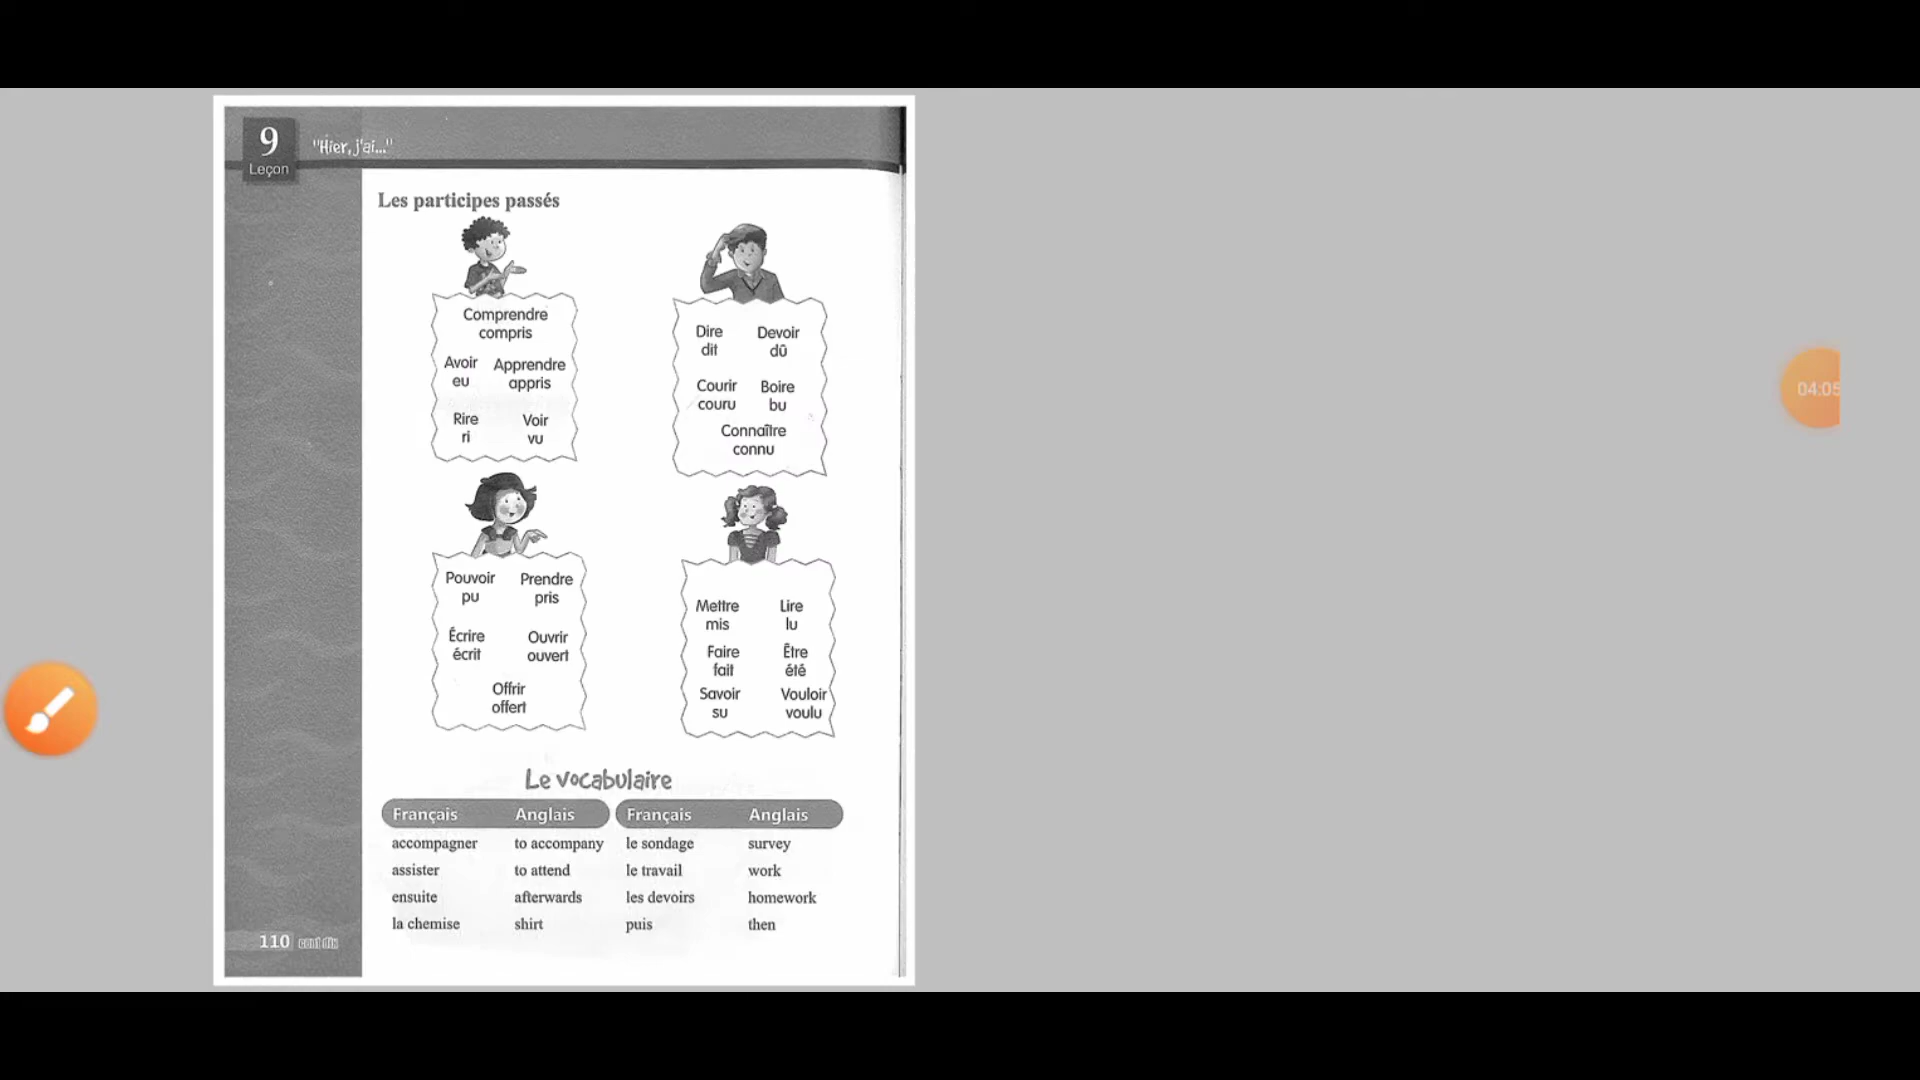 9
Leçon
"Hier, j'ai..."
Les participes passés
Comprendre
compris
Avoir Apprendre
eu appris
Rire Voir
ri vu
Dire Devoir
dit dû
Courir Boire
couru bu
Connaître
connu
Pouvoir Prendre
pu pris
Écrire Ouvrir
écrit ouvert
Offrir
offert
Mettre Lire
mis lu
Faire Être
fait été
Savoir Vouloir
su voulu
Le vocabulaire
Français Anglais Français Anglais
accompagner to accompany le sondage survey
assister to attend le travail work
ensuite afterwards les devoirs homework
la chemise shirt puis then
110 cent dix
04:05